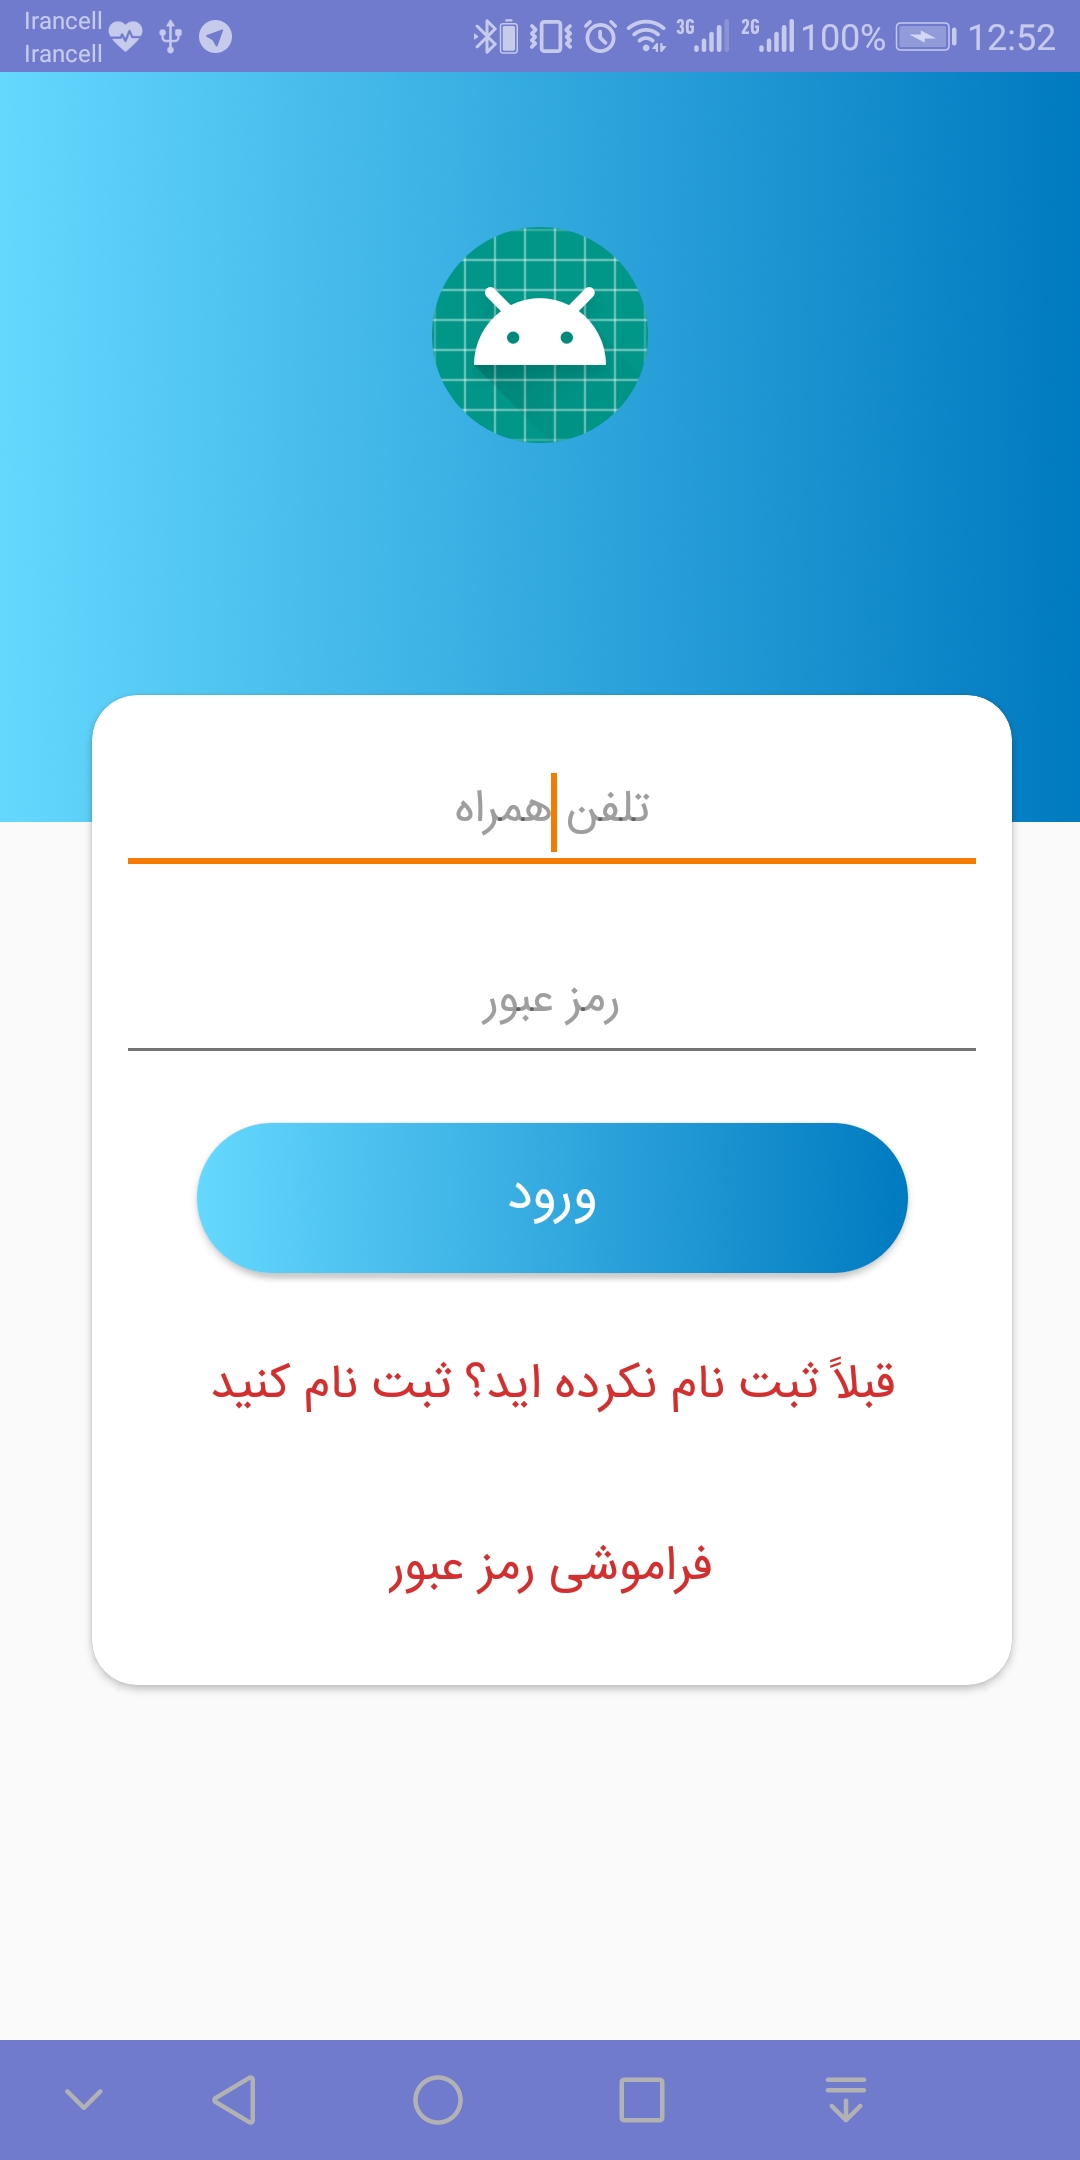 Irancell
Irancell
3G 2G 100% 12:52
تلفن همراه
رمز عبور
ورود
قبلاً ثبت نام نکرده اید؟ ثبت نام کنید
فراموشی رمز عبور